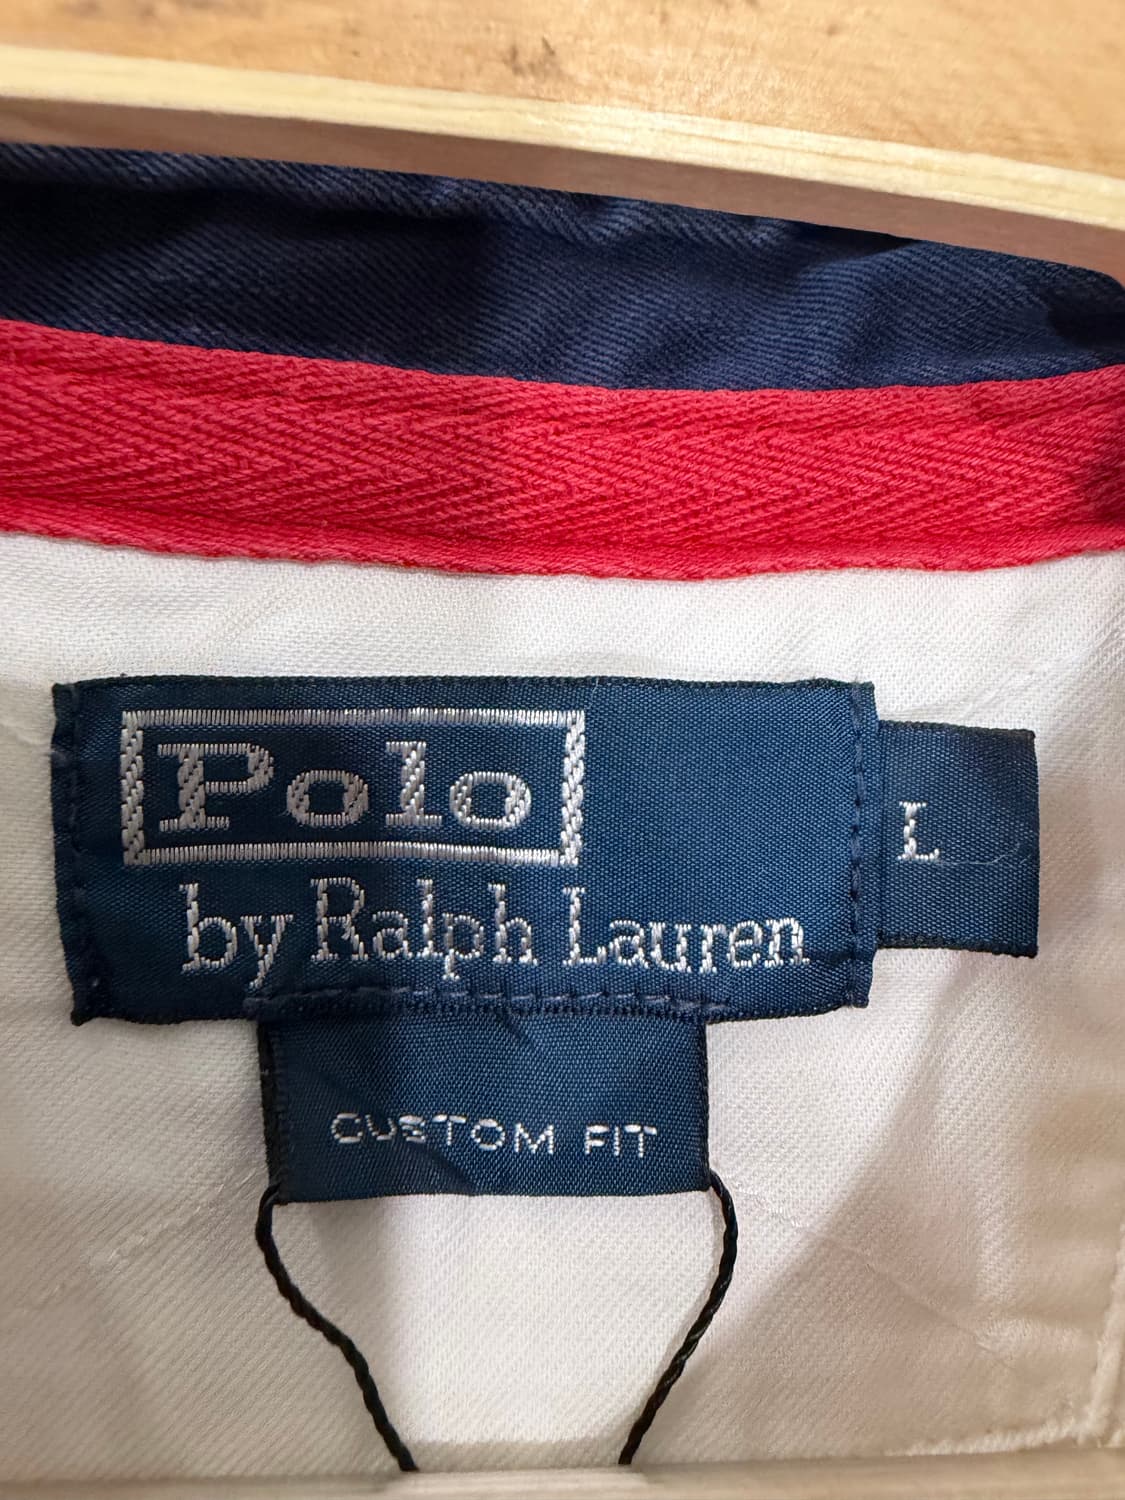 Polo
by Ralph Lauren
L
CUSTOM FIT